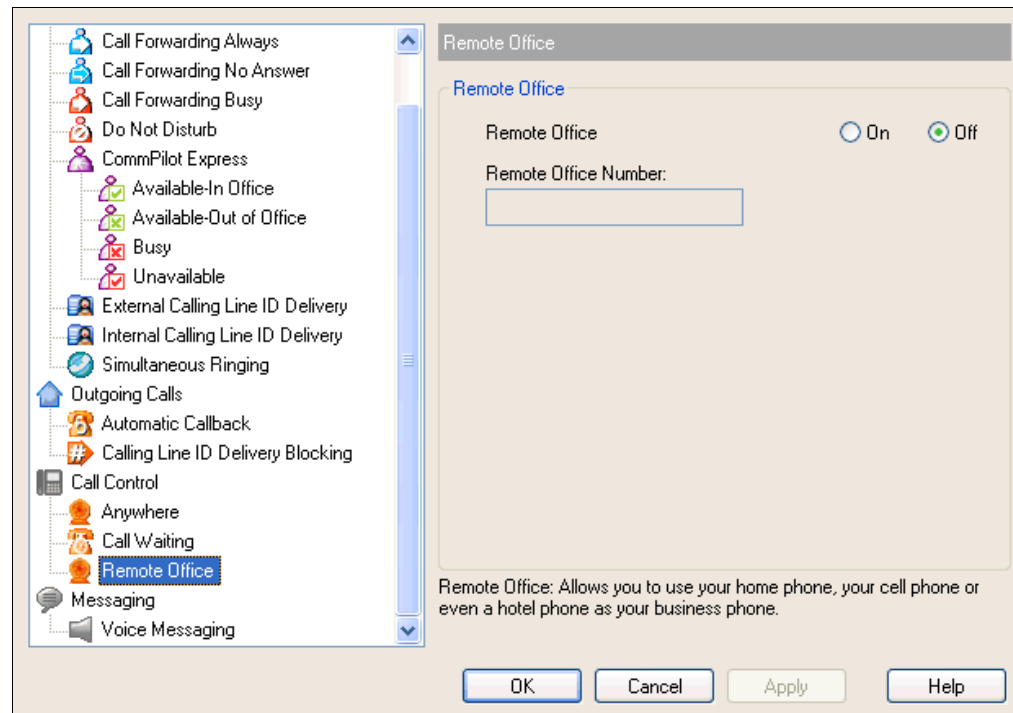 Call Forwarding Always
Call Forwarding No Answer
Call Forwarding Busy
Do Not Disturb
CommPilot Express
Available-In Office
Available-Out of Office
Busy
Unavailable
External Calling Line ID Delivery
Internal Calling Line ID Delivery
Simultaneous Ringing
Outgoing Calls
Automatic Callback
Calling Line ID Delivery Blocking
Call Control
Anywhere
Call Waiting
Remote Office
Messaging
Voice Messaging
Remote Office
Remote Office
Remote Office On Off
Remote Office Number:
Remote Office: Allows you to use your home phone, your cell phone or
even a hotel phone as your business phone.
OK Cancel Apply Help